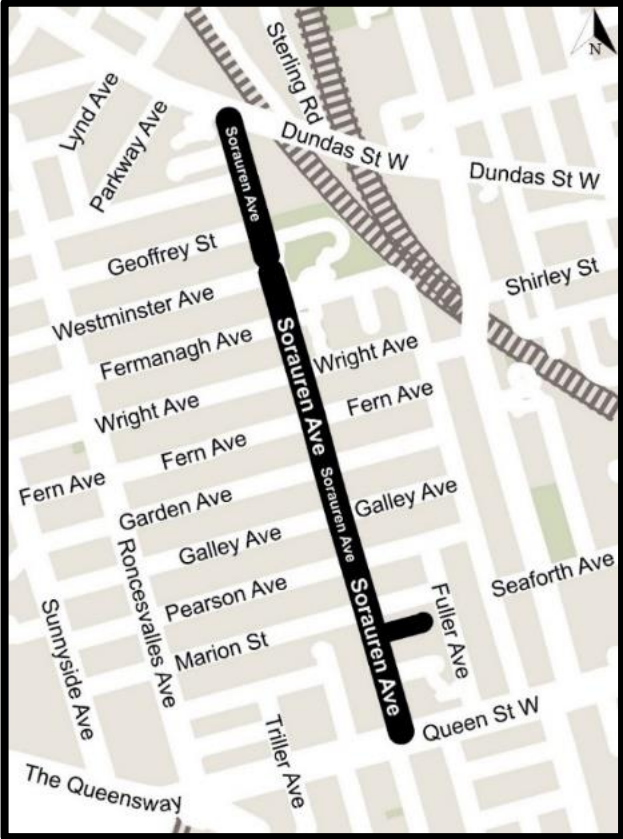 N
Sterling Rd
Lynd Ave
Parkway Ave
Sorauren Ave
Dundas St W
Dundas St W
Geoffrey St
Shirley St
Westminster Ave
Fermanagh Ave
Sorauren Ave
Wright Ave
Wright Ave
Fern Ave
Fern Ave
Fern Ave
Sorauren Ave
Garden Ave
Galley Ave
Galley Ave
Roncesvalles Ave
Seaforth Ave
Pearson Ave
Sorauren Ave
Fuller Ave
Sunnyside Ave
Marion St
Queen St W
Triller Ave
The Queensway